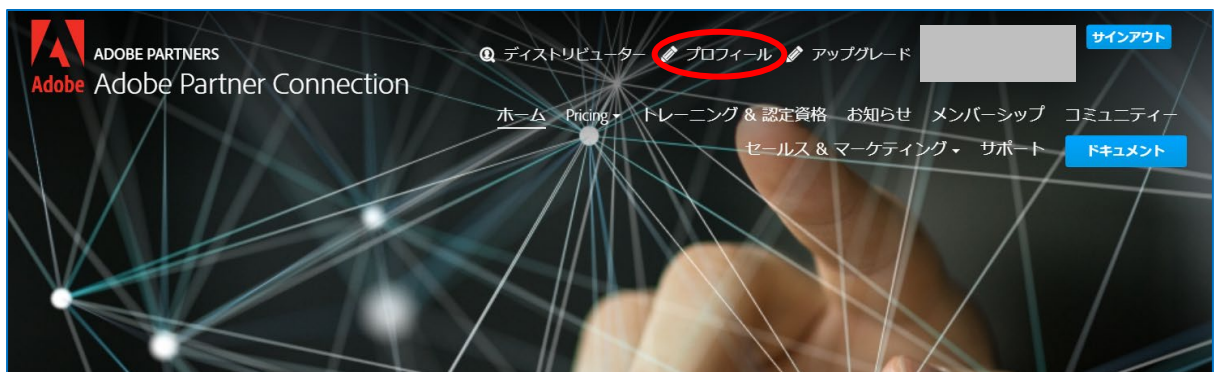 ADOBE PARTNERS
Adobe Adobe Partner Connection
ディストリビューター プロフィール アップグレード サインアウト
ホーム Pricing トレーニング & 認定資格 お知らせ メンバーシップ コミュニティー
セールス & マーケティング サポート ドキュメント